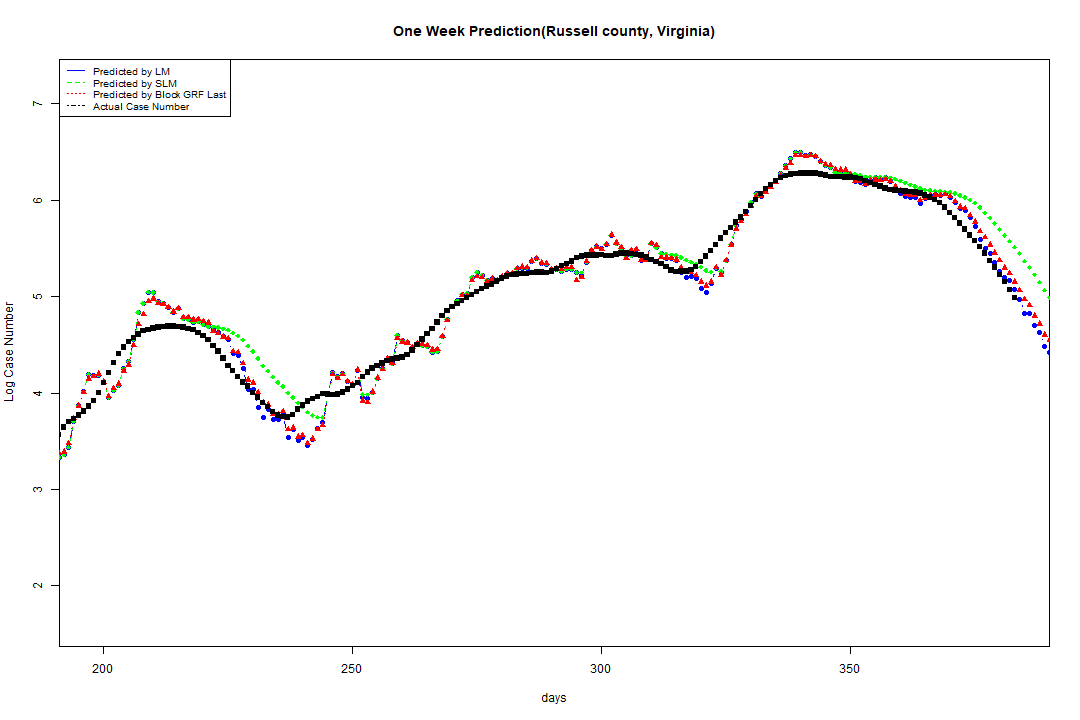 One Week Prediction(Russell county, Virginia)
Predicted by LM
Predicted by SLM
Predicted by Block GRF Last
Actual Case Number
7
6
5
4
3
2
Log Case Number
200 250 300 350
days